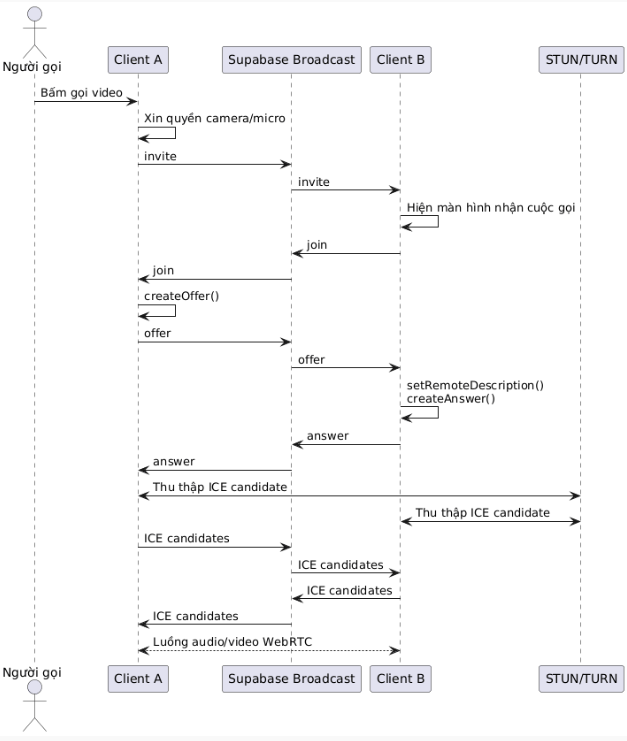 Người gọi
Client A
Supabase Broadcast
Client B
STUN/TURN
Bấm gọi video
Xin quyền camera/micro
invite
invite
Hiện màn hình nhận cuộc gọi
join
join
createOffer()
offer
offer
setRemoteDescription()
createAnswer()
answer
answer
Thu thập ICE candidate
Thu thập ICE candidate
ICE candidates
ICE candidates
ICE candidates
ICE candidates
Luồng audio/video WebRTC
Người gọi
Client A
Supabase Broadcast
Client B
STUN/TURN